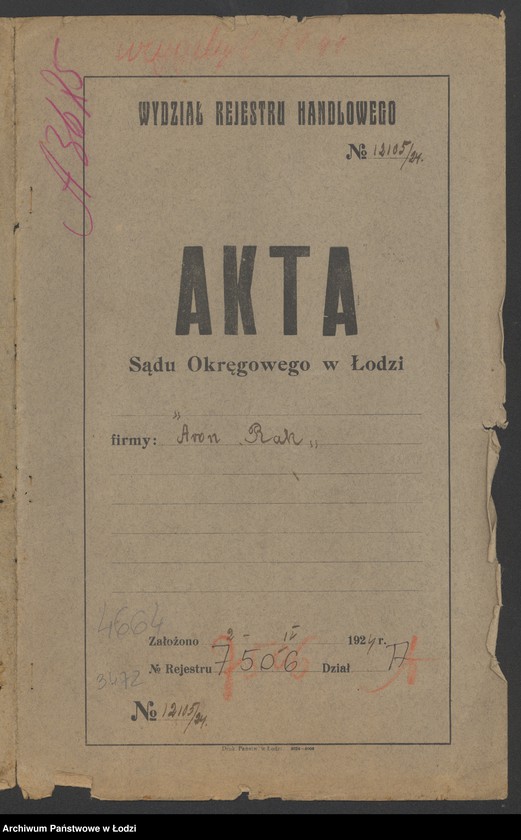 A 3685
WYDZIAŁ REJESTRU HANDLOWEGO
№ 12105/24.
AKTA
Sądu Okręgowego w Łodzi
firmy: „Aron Rak"
4664
Założono 2 - IV 1924 r.
№ Rejestru 7506 Dział A
3472
№ 12105/24.
Archiwum Państwowe w Łodzi